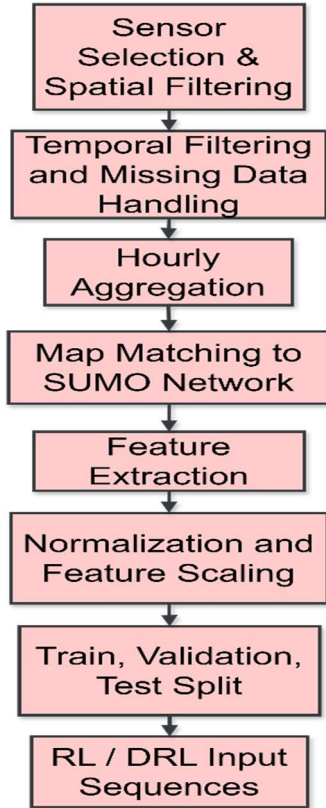 Sensor
Selection &
Spatial Filtering
Temporal Filtering
and Missing Data
Handling
Hourly
Aggregation
Map Matching to
SUMO Network
Feature
Extraction
Normalization and
Feature Scaling
Train, Validation,
Test Split
RL / DRL Input
Sequences